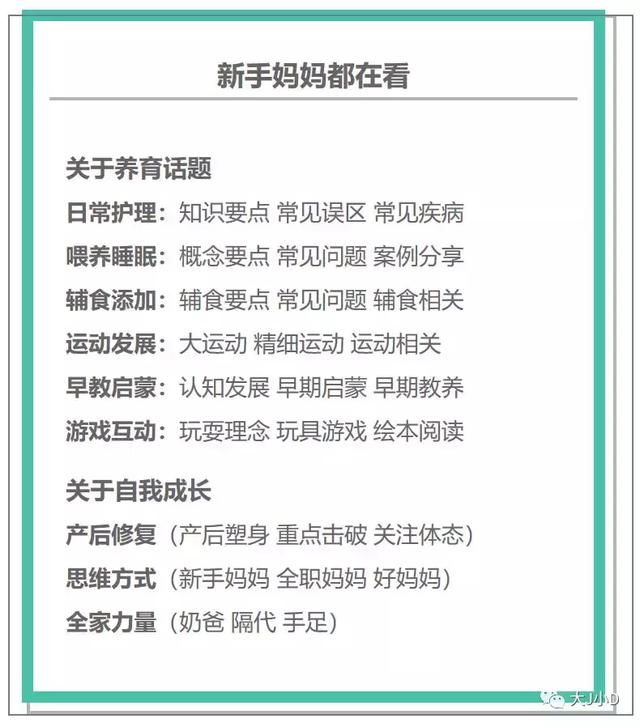 新手妈妈都在看
关于养育话题
日常护理：知识要点 常见误区 常见疾病
喂养睡眠：概念要点 常见问题 案例分享
辅食添加：辅食要点 常见问题 辅食相关
运动发展：大运动 精细运动 运动相关
早教启蒙：认知发展 早期启蒙 早期教养
游戏互动：玩耍理念 玩具游戏 绘本阅读
关于自我成长
产后修复（产后塑身 重点击破 关注体态）
思维方式（新手妈妈 全职妈妈 好妈妈）
全家力量（奶爸 隔代 手足）
大J小D